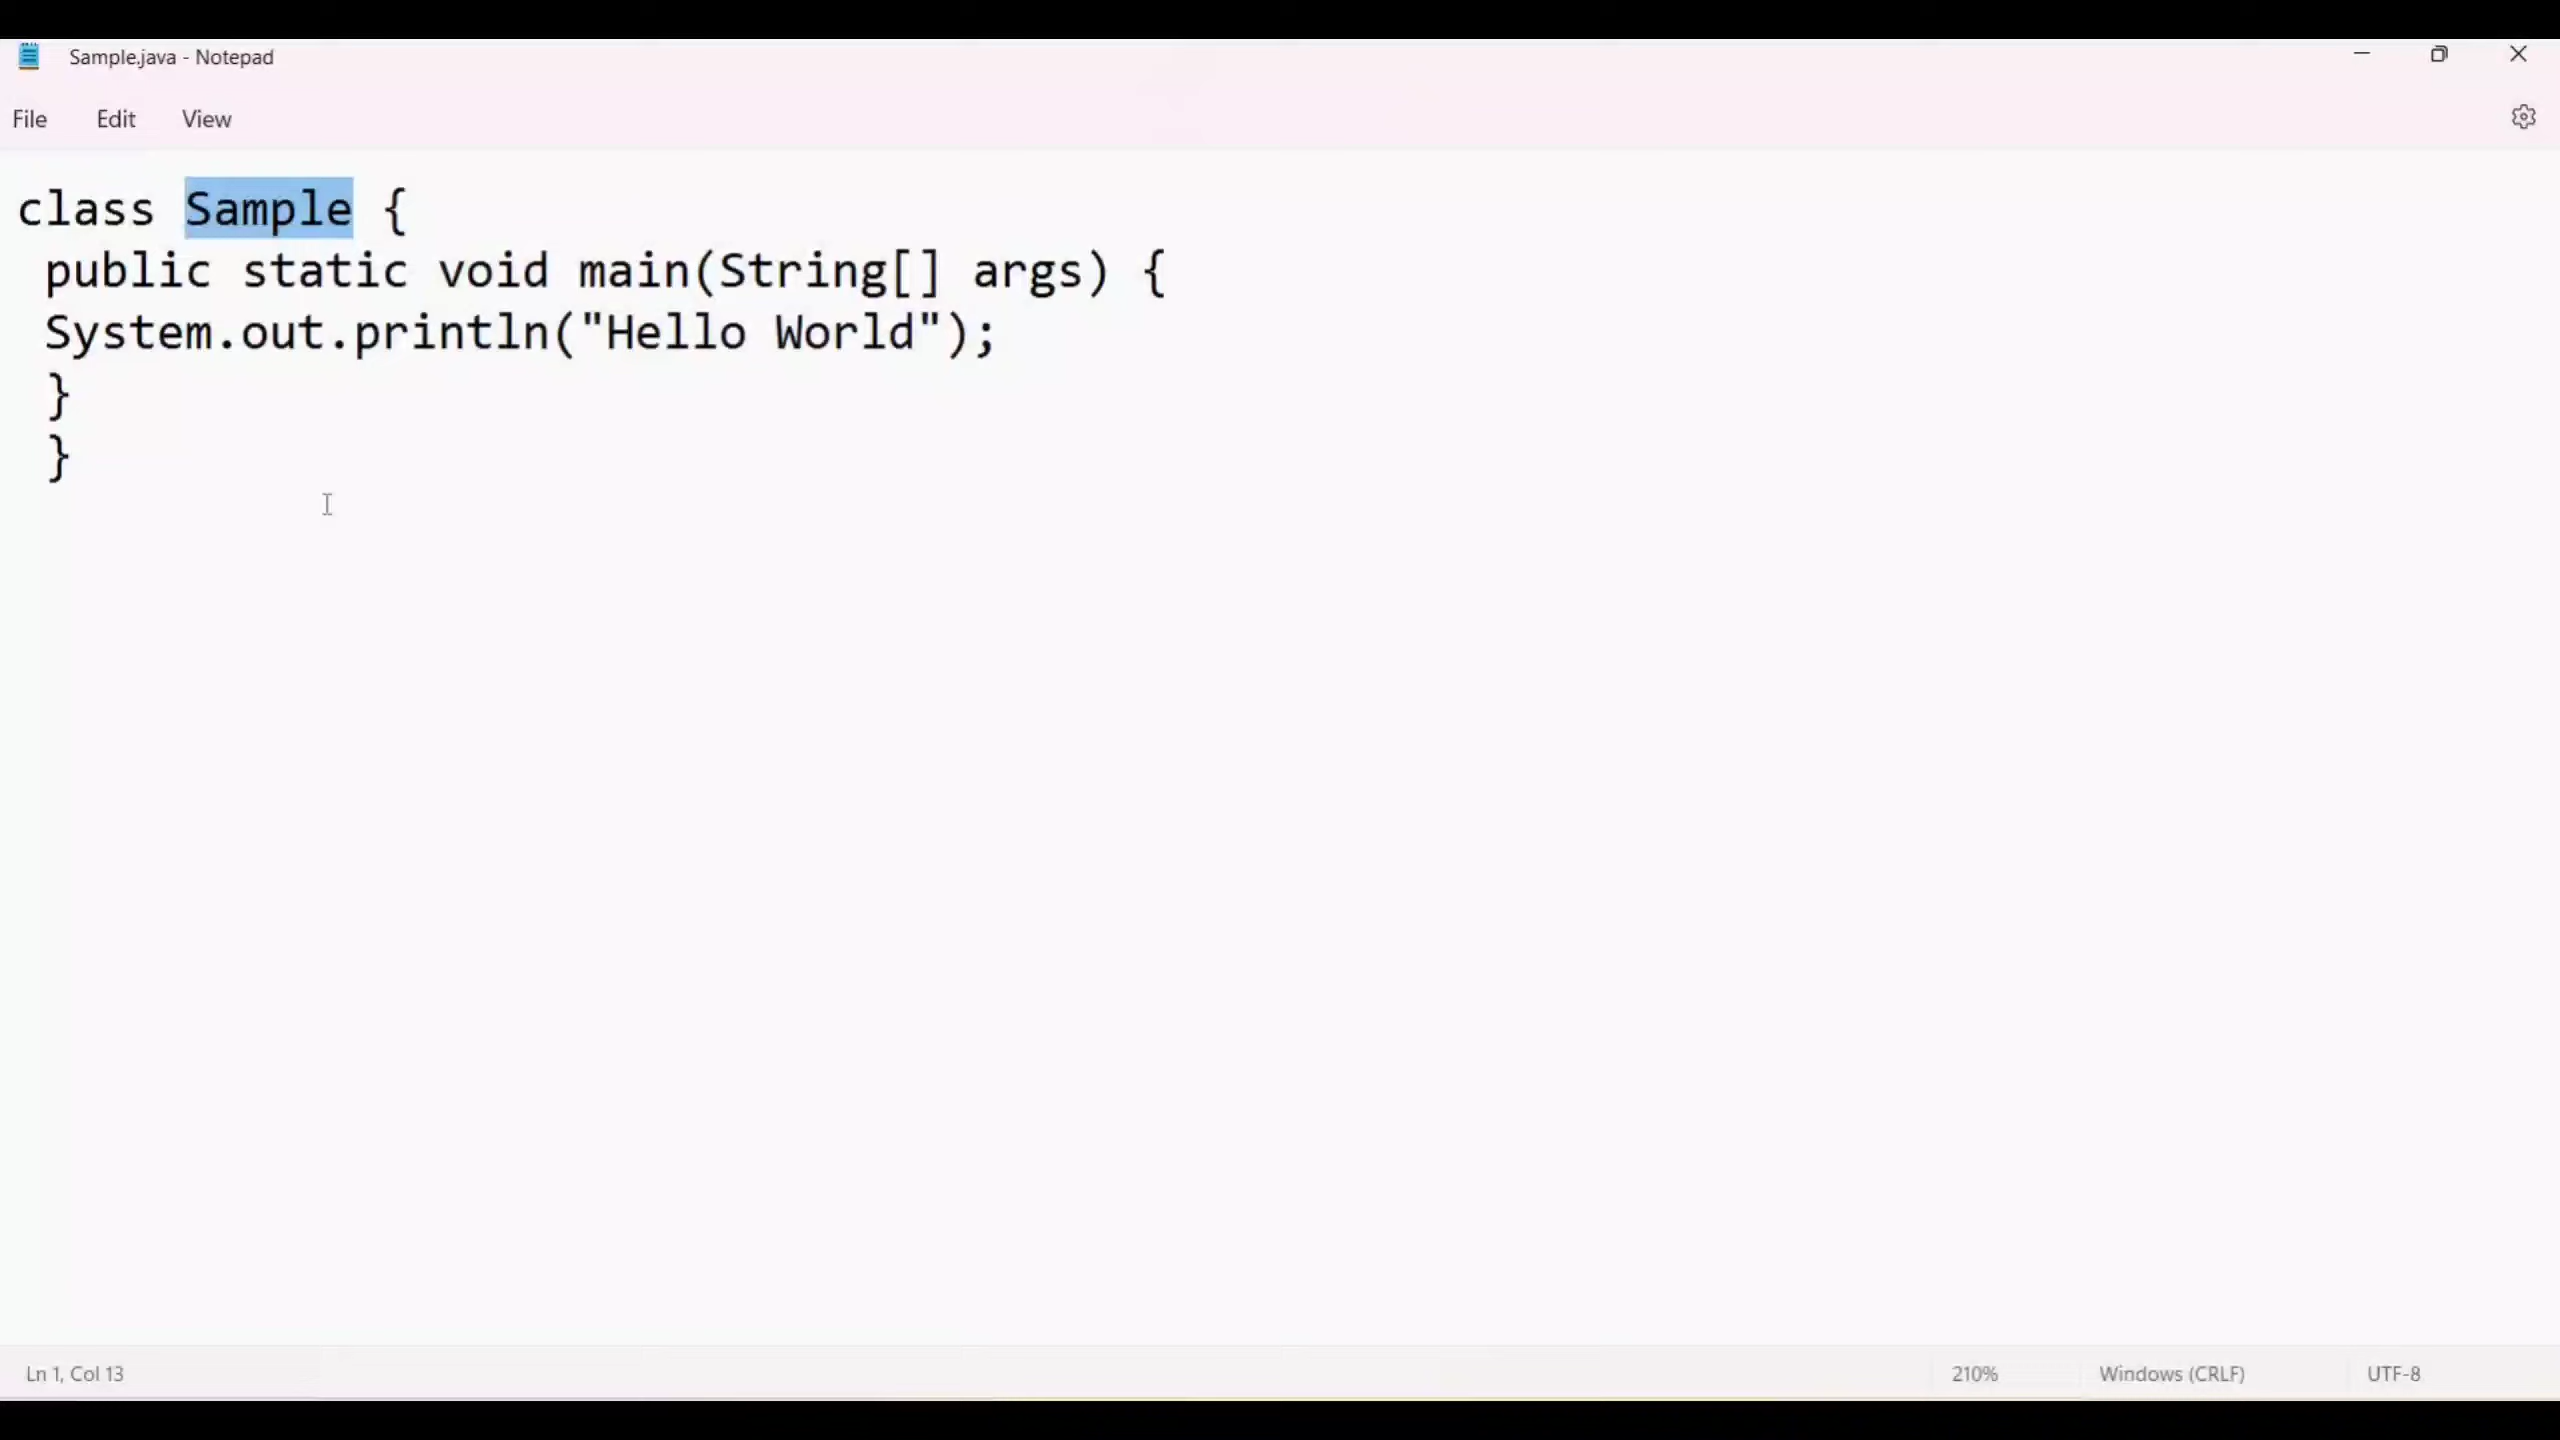 Sample.java - Notepad
File Edit View
class Sample {
public static void main(String[] args) {
System.out.println("Hello World");
}
}
Ln 1, Col 13 210% Windows (CRLF) UTF-8